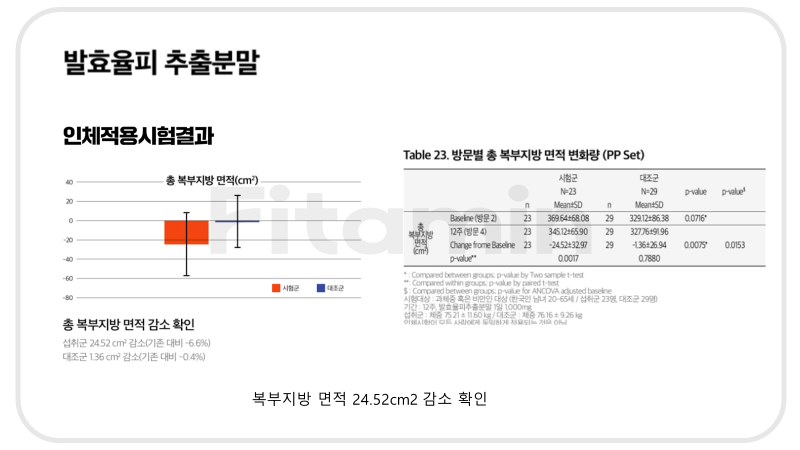 발효율피 추출분말
인체적용시험결과
총 복부지방 면적(cm²)
40
20
0
-20
-40
-60
-80
시험군
대조군
총 복부지방 면적 감소 확인
섭취군 24.52 cm² 감소(기존 대비 -6.6%)
대조군 1.36 cm² 감소(기존 대비 -0.4%)
Table 23. 방문별 총 복부지방 면적 변화량 (PP Set)
시험군 대조군
N=23 N=29 p-value p-value$
n Mean±SD n Mean±SD
총 복부지방 면적 (cm²)
Baseline (방문 2) 23 369.64±68.08 29 329.12±86.38 0.0716*
12주 (방문 4) 23 345.12±65.90 29 327.76±91.96
Change frome Baseline 23 -24.52±32.97 29 -1.36±26.94 0.0075* 0.0153
p-value** 0.0017 0.7880
* : Compared between groups; p-value by Two sample t-test
**: Compared within groups; p-value by paired t-test
$ : Compared between groups; p-value for ANCOVA adjusted baseline
시험대상 : 과체중 혹은 비만인 대상 (한국인 남녀 20-65세 / 섭취군 23명, 대조군 29명)
기간 : 12주, 발효율피추출분말 1일 1,000mg
섭취군 : 체중 75.21 ± 11.60 kg / 대조군 : 체중 76.16 ± 9.26 kg
Fitamin
복부지방 면적 24.52cm2 감소 확인